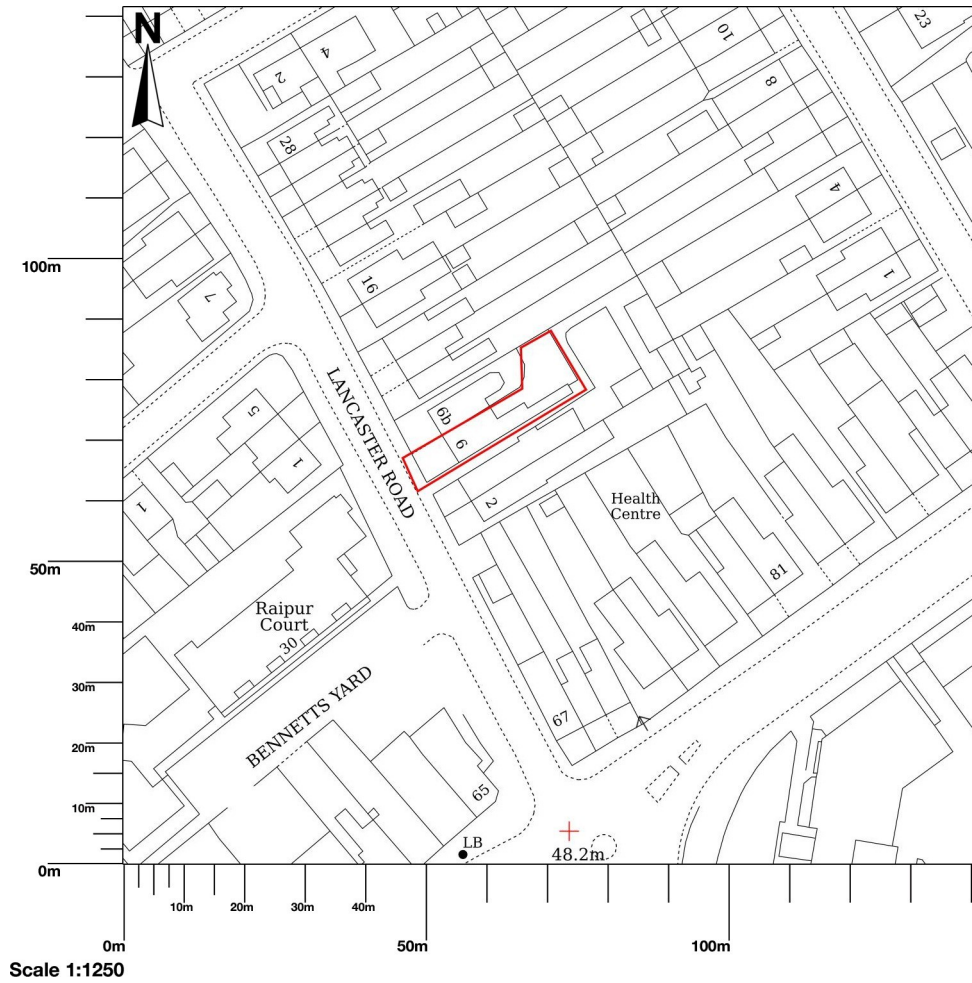 N
2
4
10
23
8
28
4
100m
16
1
7
LANCASTER ROAD
6b
5
6
1
2
Health
Centre
1
50m
81
40m
Raipur
Court
30
30m
BENNETTS YARD
67
20m
65
10m
LB
48.2m
0m
10m
20m
30m
40m
0m
50m
100m
Scale 1:1250